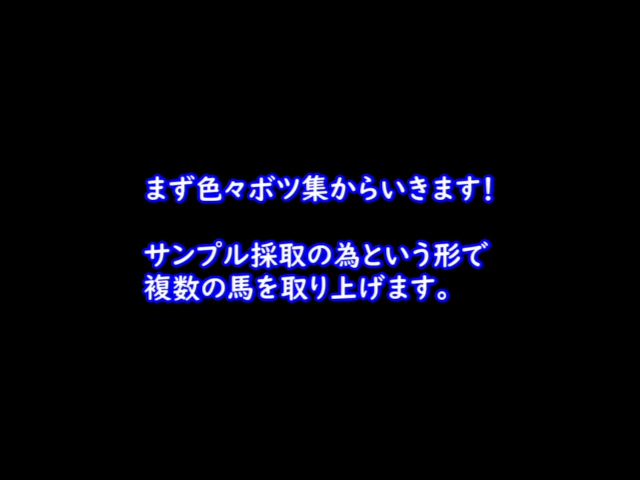 まず色々ボツ集からいきます!
サンプル採取の為という形で
複数の馬を取り上げます。